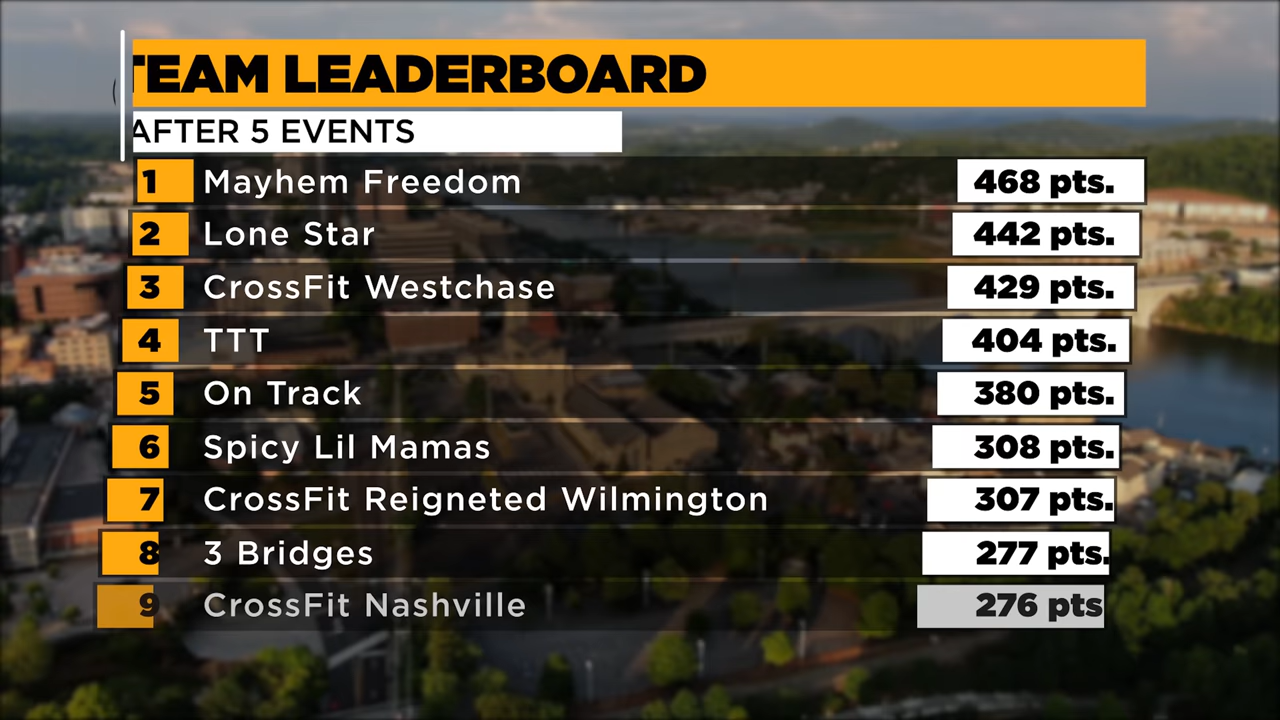 TEAM LEADERBOARD
AFTER 5 EVENTS
1 Mayhem Freedom 468 pts.
2 Lone Star 442 pts.
3 CrossFit Westchase 429 pts.
4 TTT 404 pts.
5 On Track 380 pts.
6 Spicy Lil Mamas 308 pts.
7 CrossFit Reigneted Wilmington 307 pts.
8 3 Bridges 277 pts.
9 CrossFit Nashville 276 pts